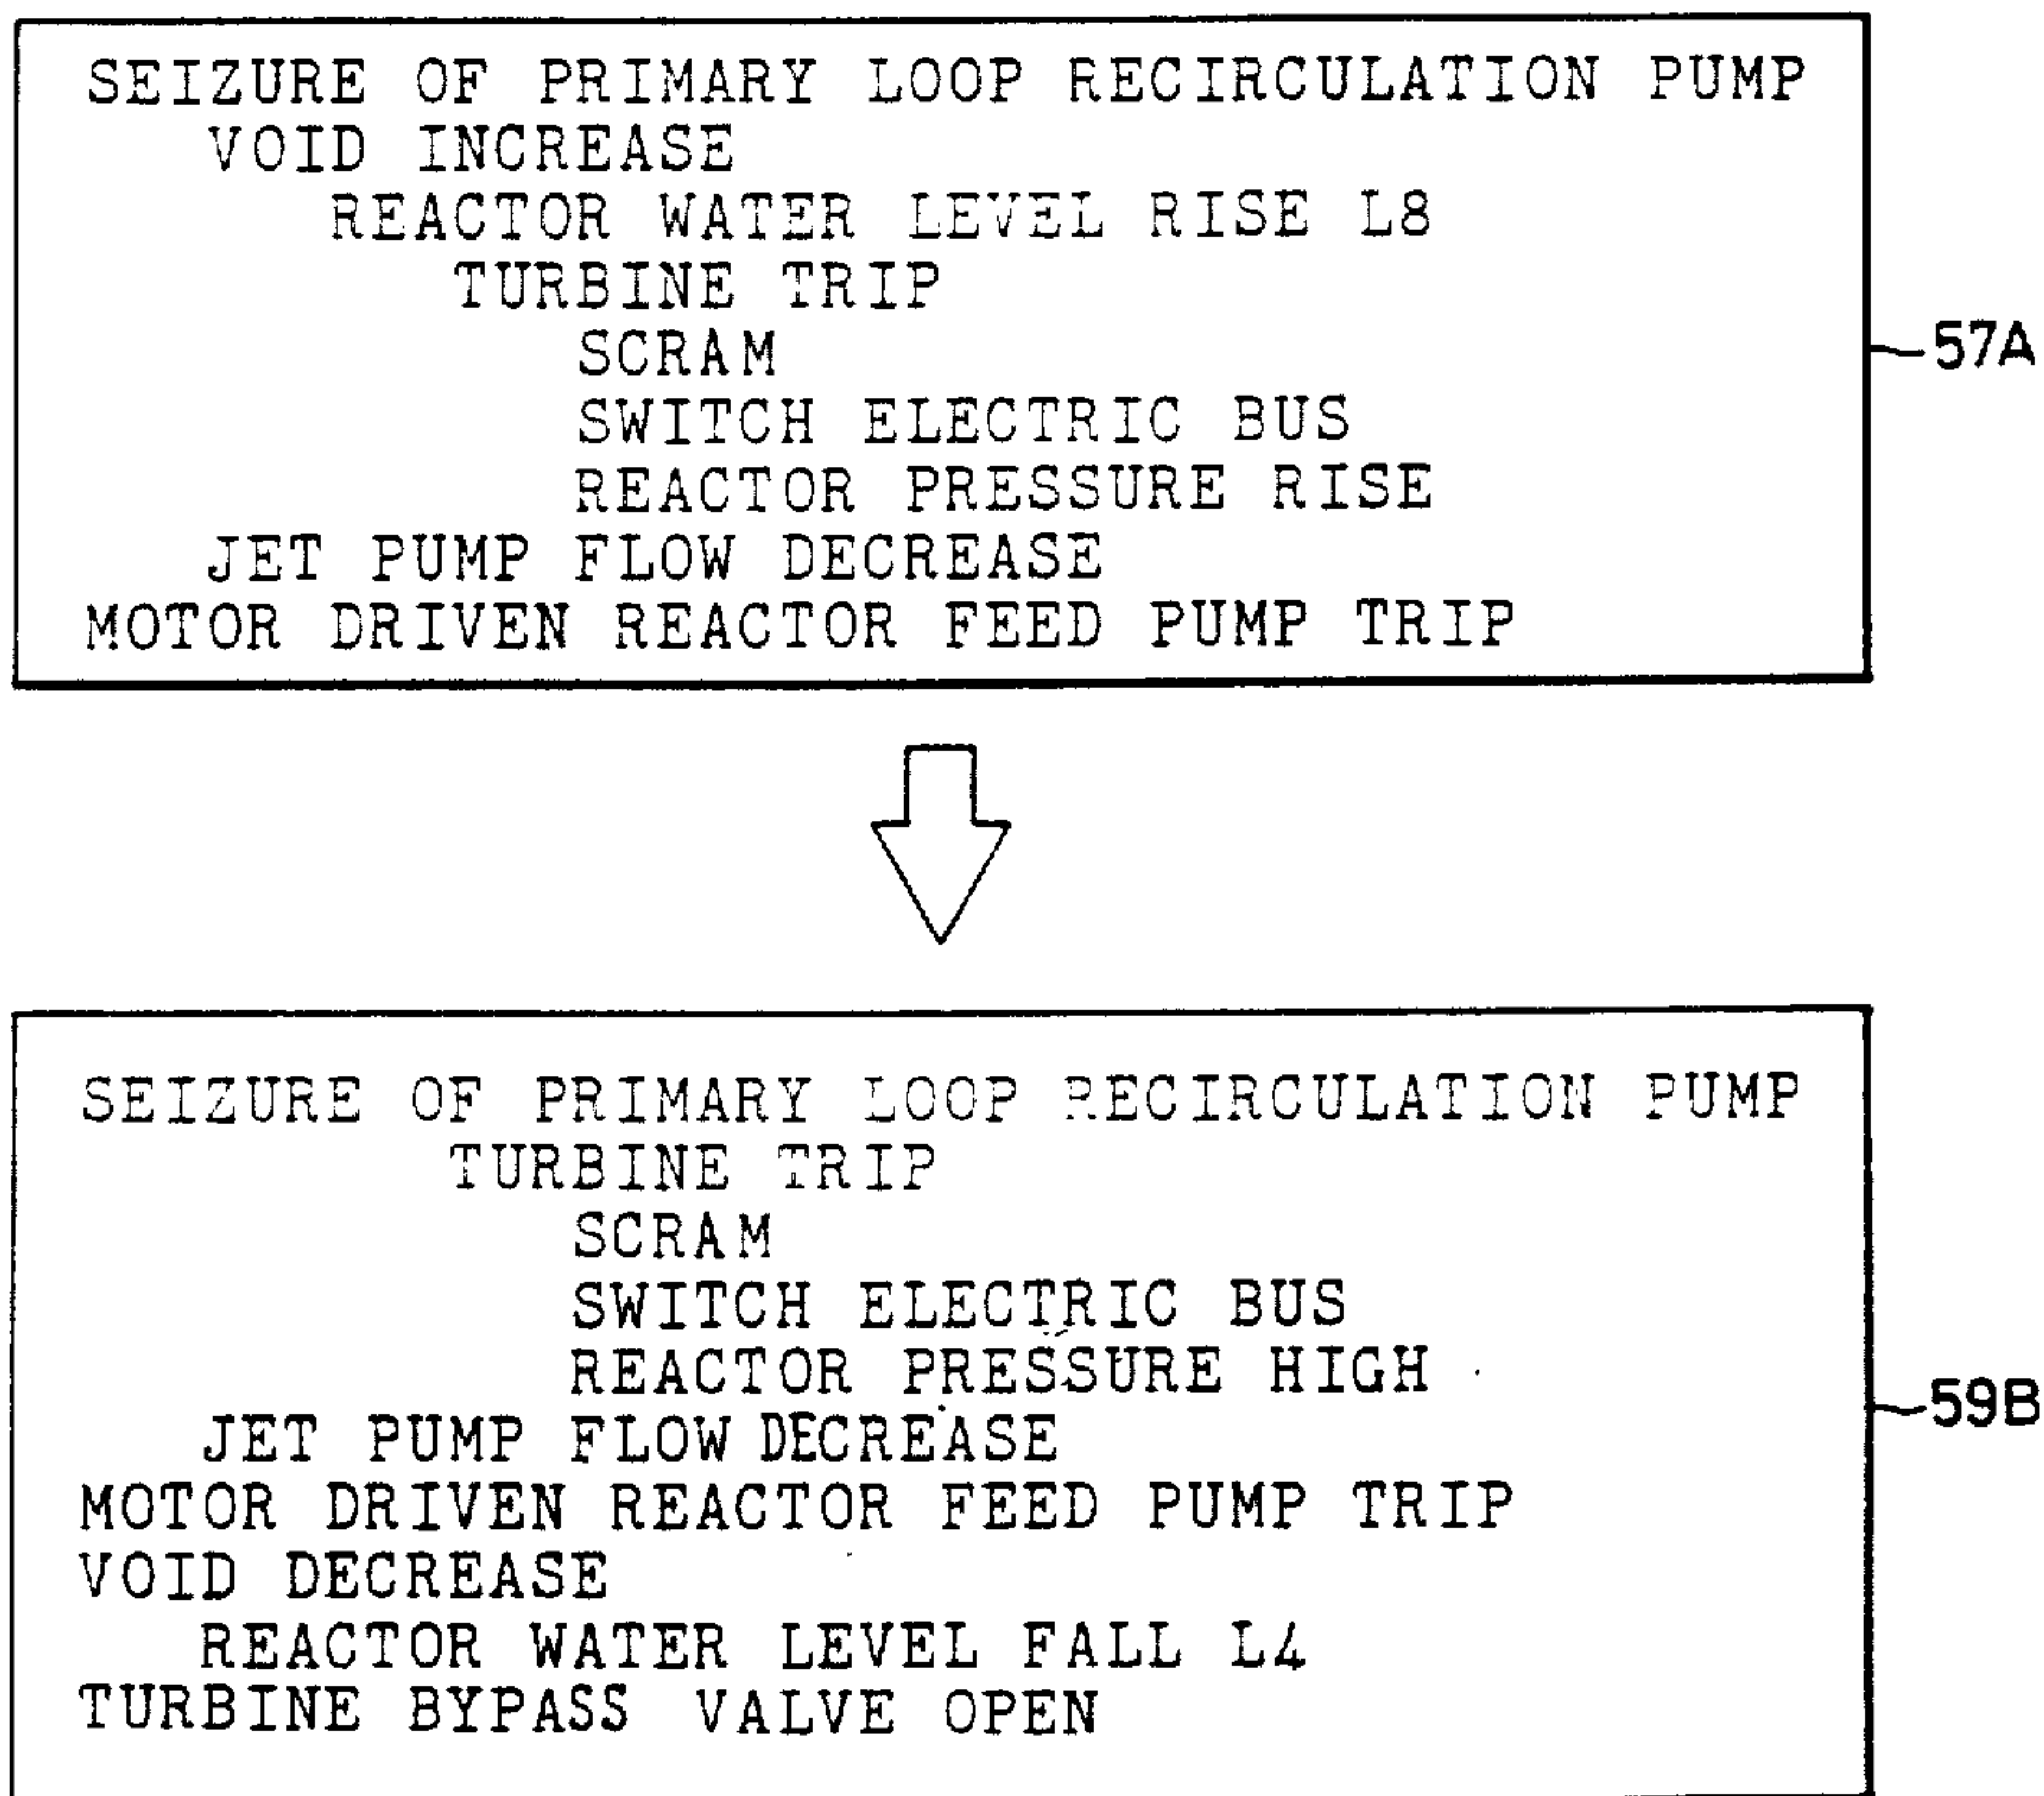 SEIZURE OF PRIMARY LOOP RECIRCULATION PUMP
VOID INCREASE
REACTOR WATER LEVEL RISE L8
TURBINE TRIP
SCRAM
SWITCH ELECTRIC BUS
REACTOR PRESSURE RISE
JET PUMP FLOW DECREASE
MOTOR DRIVEN REACTOR FEED PUMP TRIP
57A
SEIZURE OF PRIMARY LOOP RECIRCULATION PUMP
TURBINE TRIP
SCRAM
SWITCH ELECTRIC BUS
REACTOR PRESSURE HIGH
JET PUMP FLOW DECREASE
MOTOR DRIVEN REACTOR FEED PUMP TRIP
VOID DECREASE
REACTOR WATER LEVEL FALL L4
TURBINE BYPASS VALVE OPEN
59B